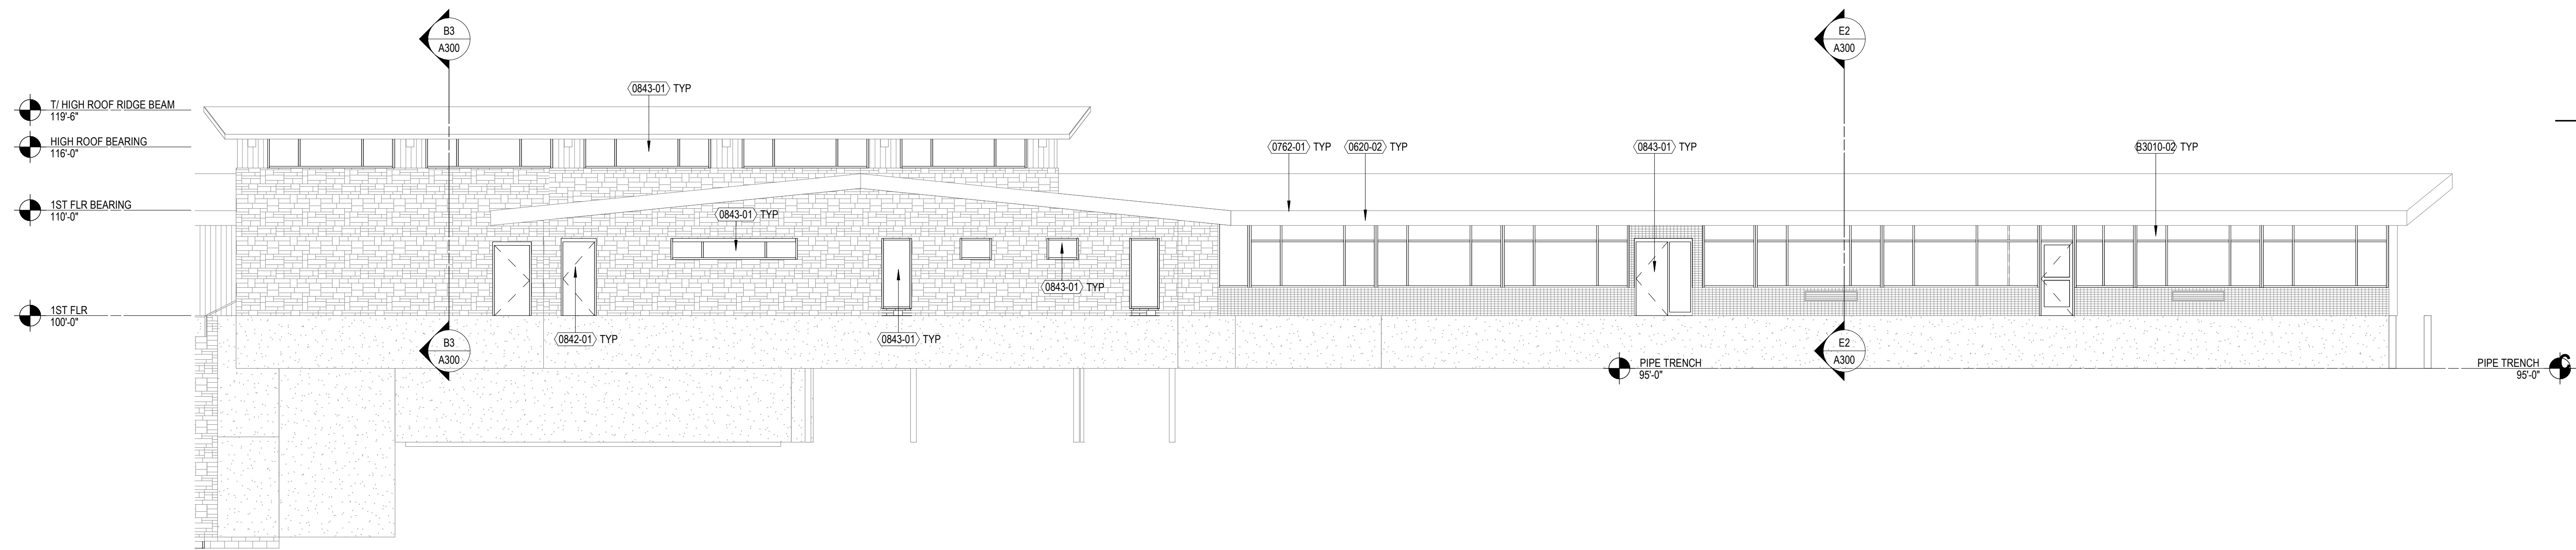 B3
A300
E2
A300
0843-01 TYP
T/ HIGH ROOF RIDGE BEAM
119'-6"
HIGH ROOF BEARING
116'-0"
0762-01 TYP
0620-02 TYP
0843-01 TYP
B3010-02 TYP
1ST FLR BEARING
110'-0"
0843-01 TYP
0843-01 TYP
1ST FLR
100'-0"
0842-01 TYP
0843-01 TYP
B3
A300
E2
A300
PIPE TRENCH
95'-0"
PIPE TRENCH
95'-0"